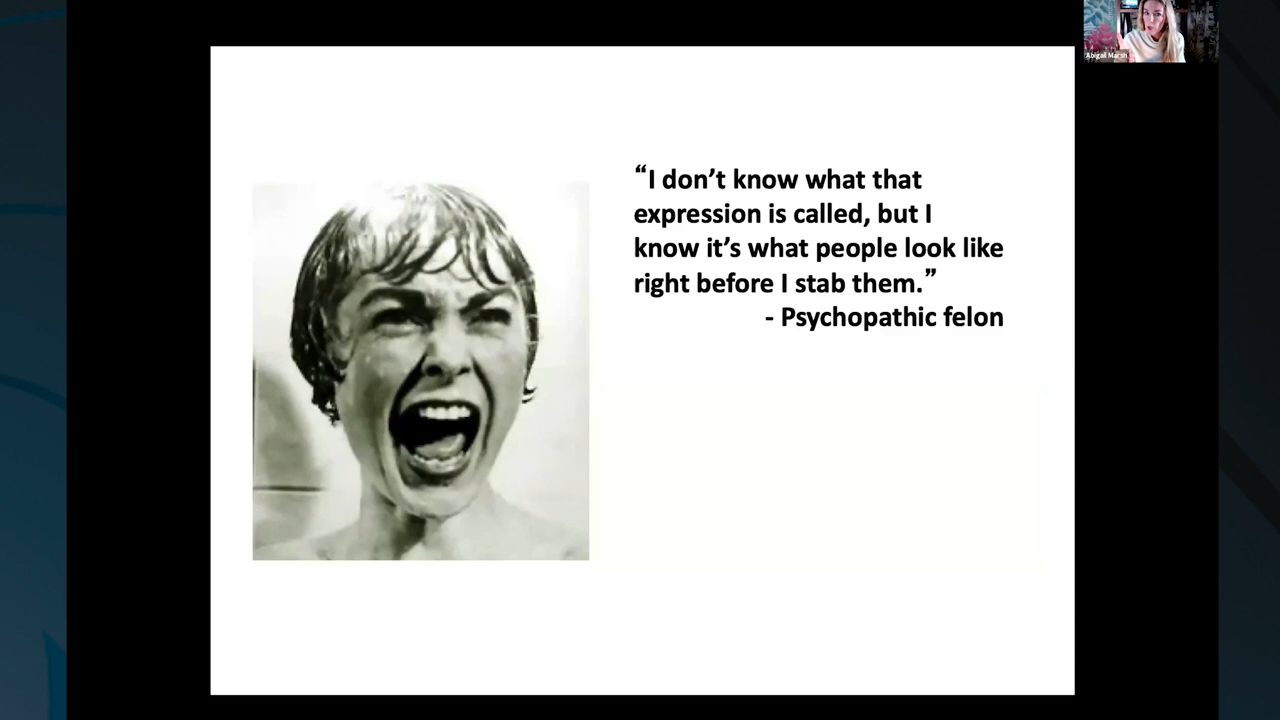 Abigail Marsh
“I don’t know what that
expression is called, but I
know it’s what people look like
right before I stab them.”
- Psychopathic felon